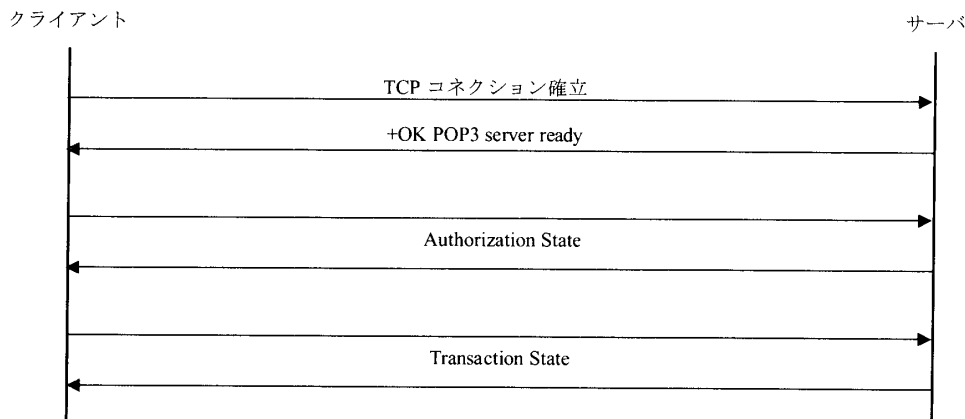 クライアント
サーバ
TCP コネクション確立
+OK POP3 server ready
Authorization State
Transaction State